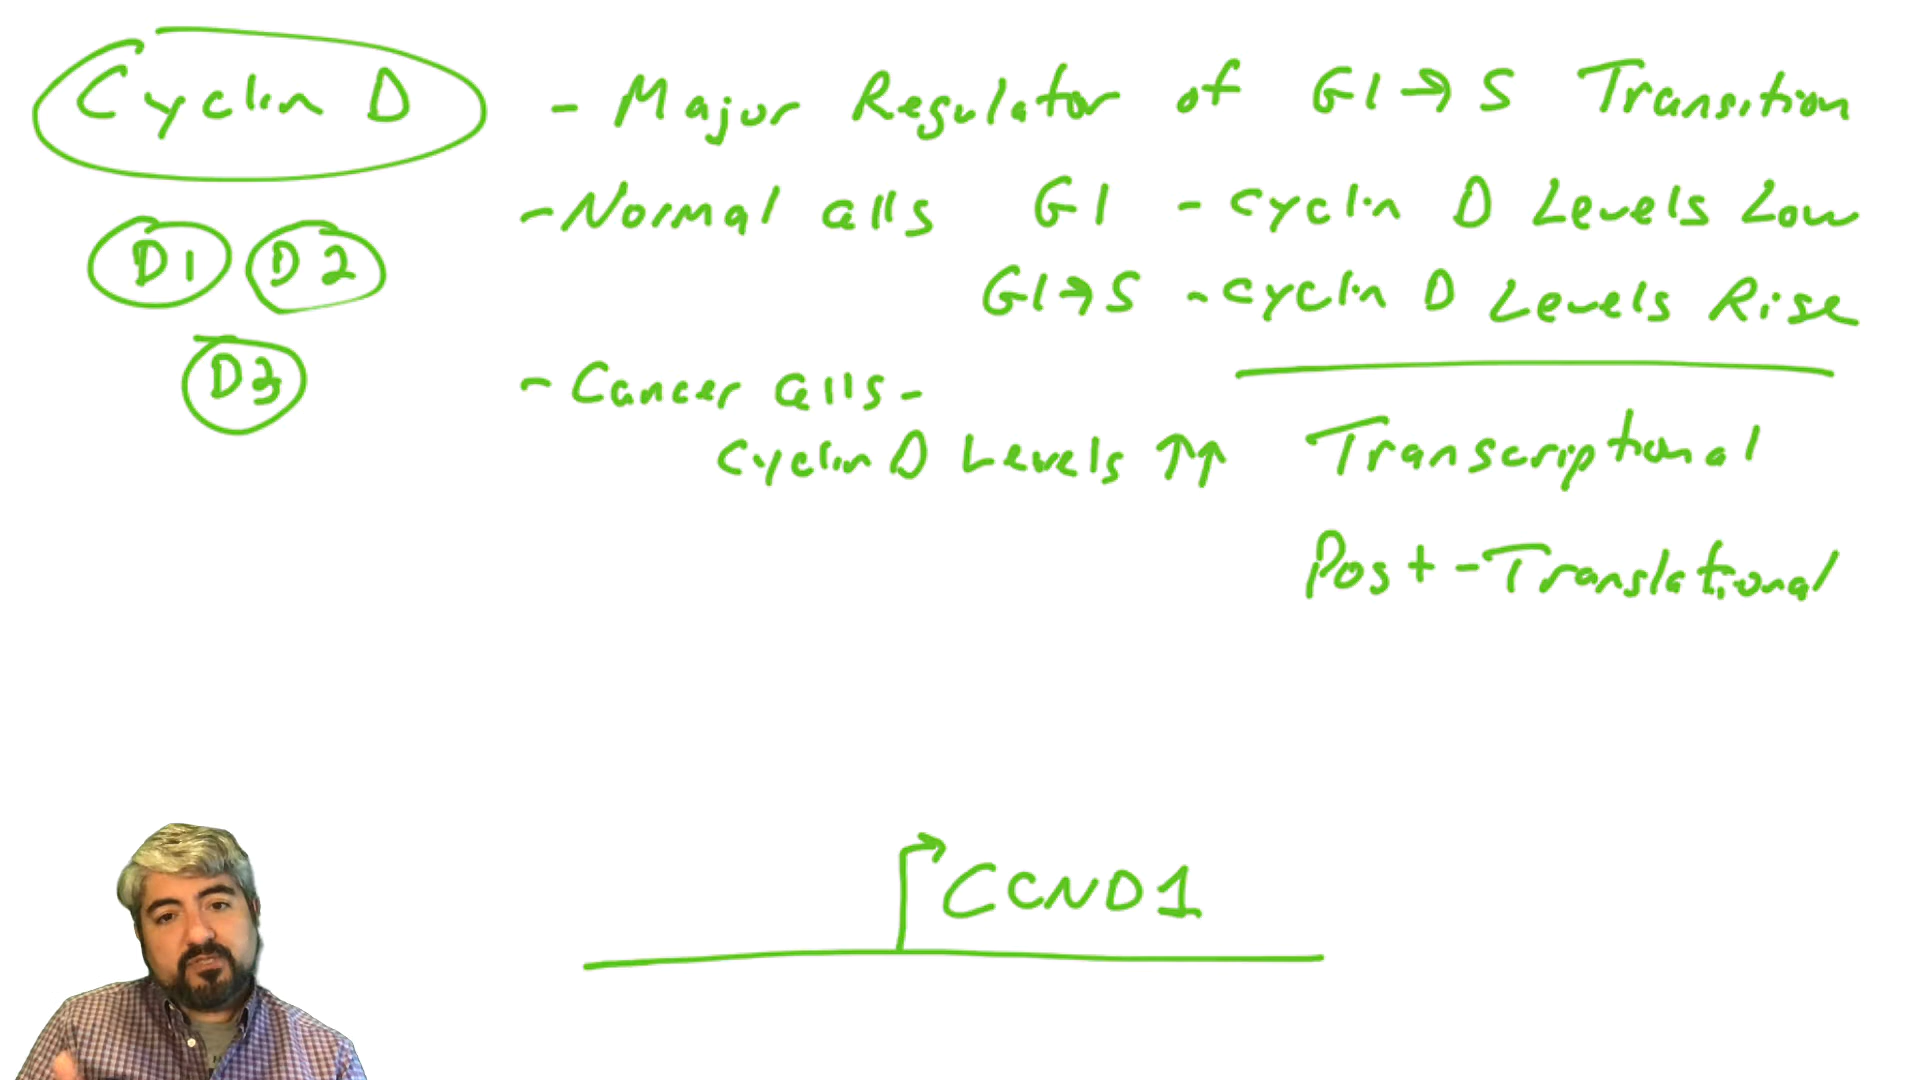 Cyclin D
- Major Regulator of G1→S Transition
D1 D2
D3
- Normal cells G1 - Cyclin D Levels Low
G1→S - Cyclin D Levels Rise
- Cancer cells -
Cyclin D Levels ↑↑
Transcriptional
Post-Translational
CCND1